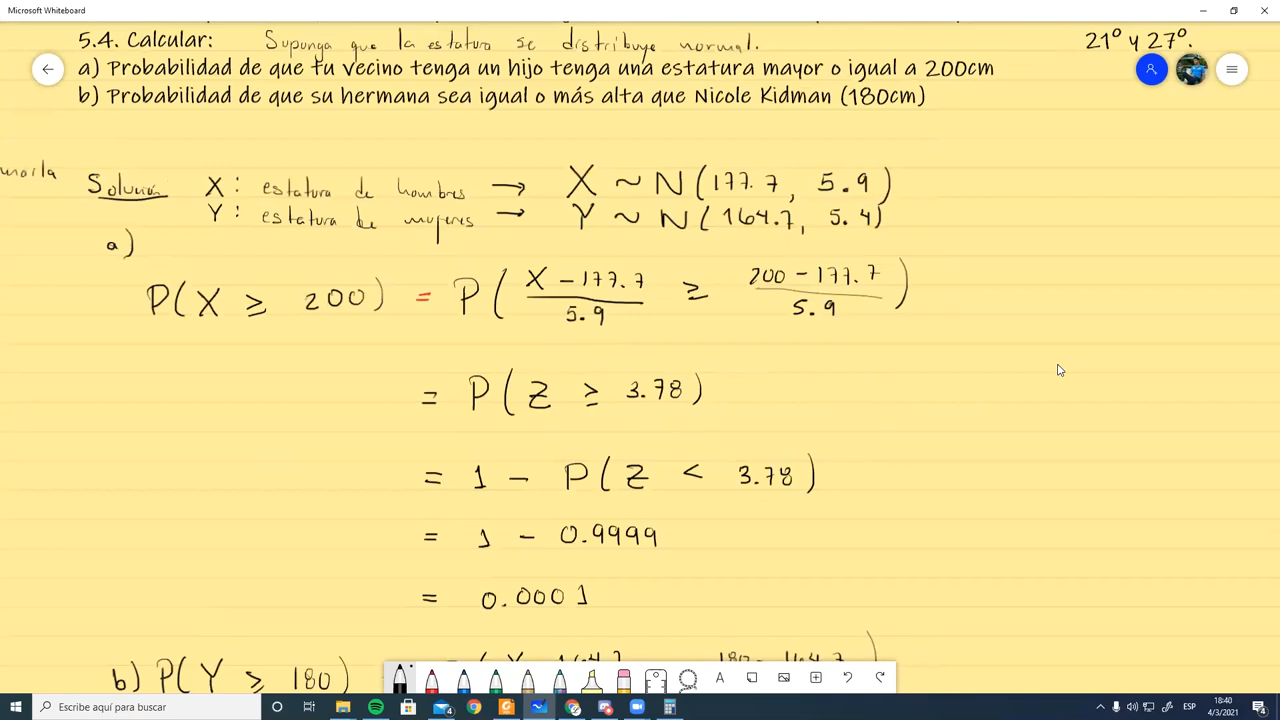 Microsoft Whiteboard
5.4. Calcular: Suponga que la estatura se distribuye normal.
21° y 27°.
a) Probabilidad de que tu vecino tenga un hijo tenga una estatura mayor o igual a 200cm
b) Probabilidad de que su hermana sea igual o más alta que Nicole Kidman (180cm)
Solución X: estatura de hombres → X ~ N(177.7, 5.9)
Y: estatura de mujeres → Y ~ N(164.7, 5.4)
a)
P(X ≥ 200) = P( X - 177.7 / 5.9 ≥ 200 - 177.7 / 5.9 )
= P( Z ≥ 3.78)
= 1 - P( Z < 3.78)
= 1 - 0.9999
= 0.0001
b) P(Y ≥ 180)
Escribe aquí para buscar
ESP
18:40
4/3/2021